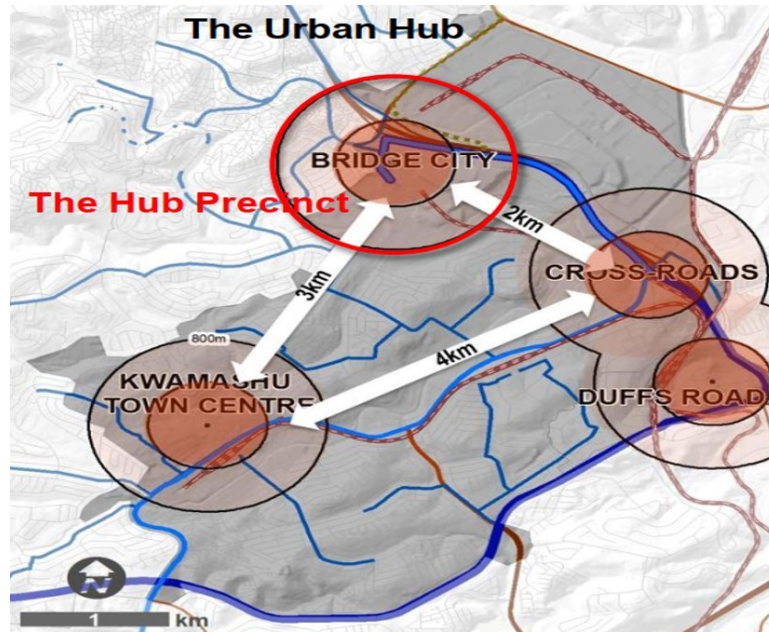 The Urban Hub
BRIDGE CITY
The Hub Precinct
2km
3km
CROSS-ROADS
800m
4km
KWAMASHU
TOWN CENTRE
DUFFS ROAD
N
1 km